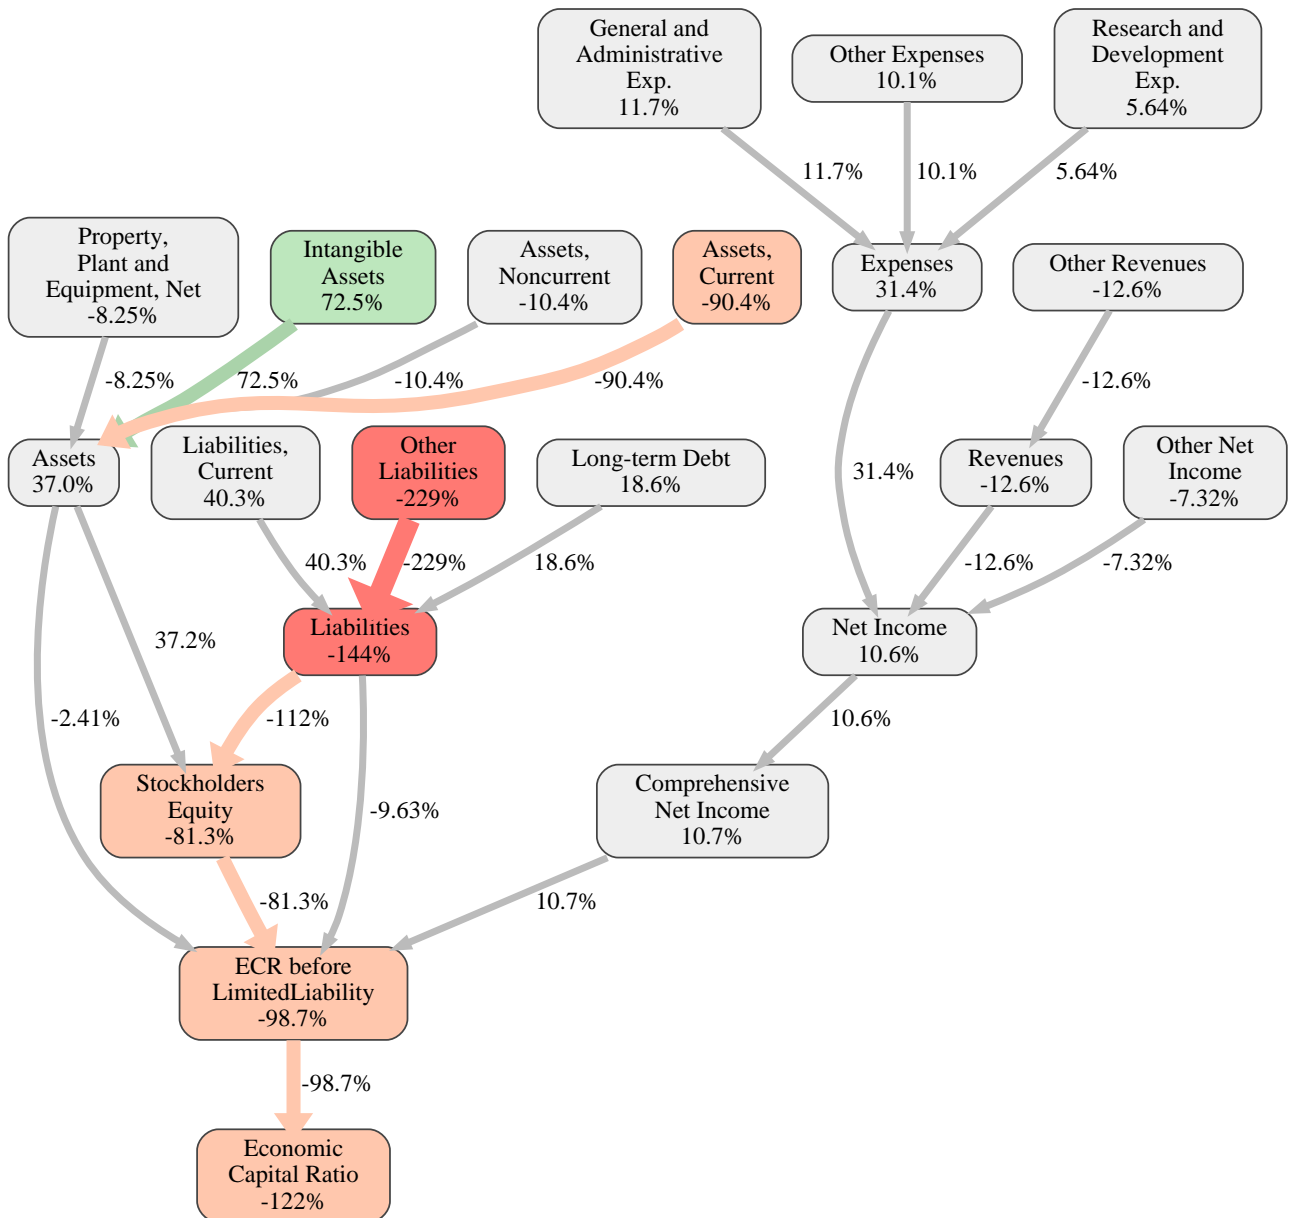 General and
Administrative
Exp.
11.7%
Other Expenses
10.1%
Research and
Development
Exp.
5.64%
11.7%
10.1%
5.64%
Property,
Plant and
Equipment, Net
-8.25%
Intangible
Assets
72.5%
Assets,
Noncurrent
-10.4%
Assets,
Current
-90.4%
Expenses
31.4%
Other Revenues
-12.6%
-8.25%
72.5%
-10.4%
-90.4%
-12.6%
Assets
37.0%
Liabilities,
Current
40.3%
Other
Liabilities
-229%
Long-term Debt
18.6%
31.4%
Revenues
-12.6%
Other Net
Income
-7.32%
40.3%
-229%
18.6%
-12.6%
-7.32%
Liabilities
-144%
Net Income
10.6%
37.2%
-2.41%
-112%
10.6%
Stockholders
Equity
-81.3%
-9.63%
Comprehensive
Net Income
10.7%
-81.3%
10.7%
ECR before
LimitedLiability
-98.7%
-98.7%
Economic
Capital Ratio
-122%